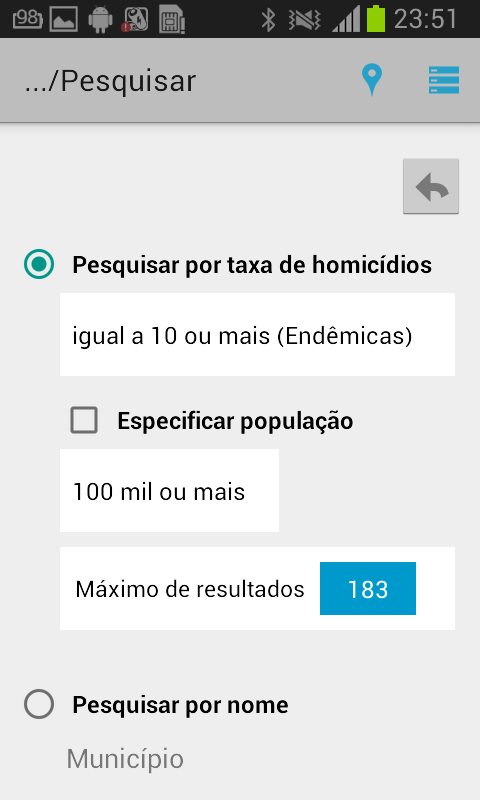 98
23:51
.../Pesquisar
Pesquisar por taxa de homicídios
igual a 10 ou mais (Endêmicas)
Especificar população
100 mil ou mais
Máximo de resultados 183
Pesquisar por nome
Município